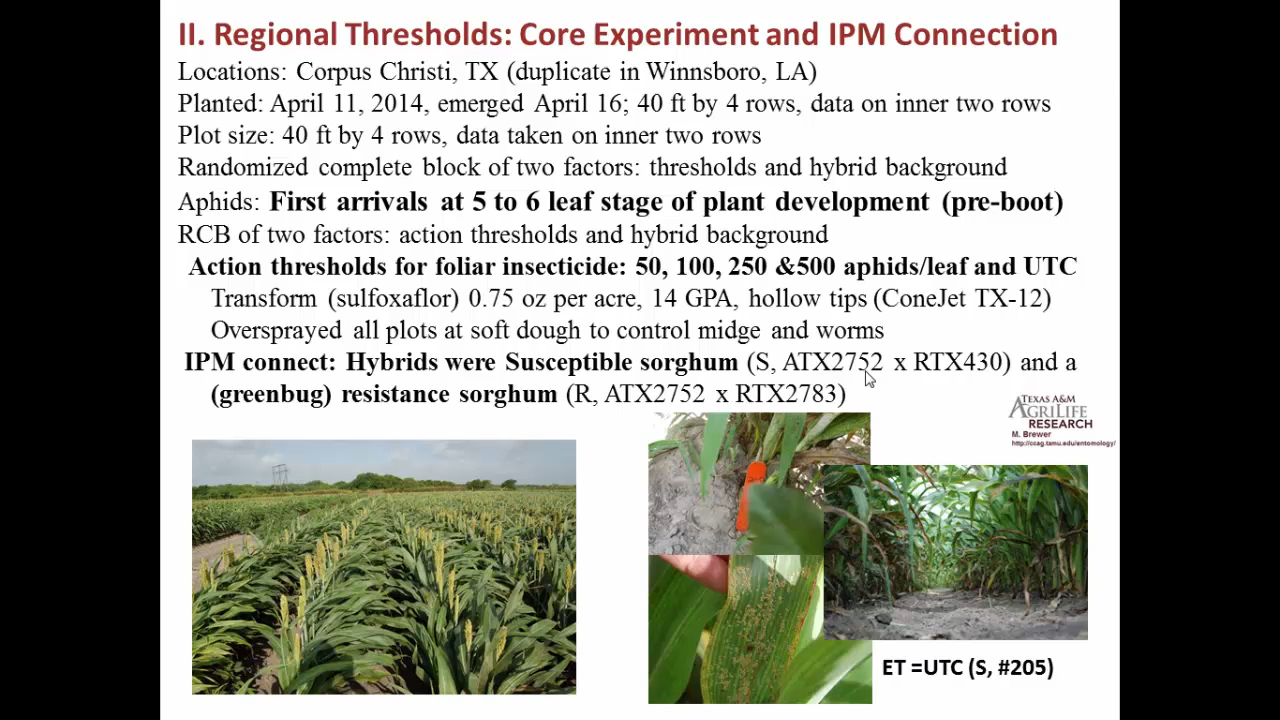 II. Regional Thresholds: Core Experiment and IPM Connection
Locations: Corpus Christi, TX (duplicate in Winnsboro, LA)
Planted: April 11, 2014, emerged April 16; 40 ft by 4 rows, data on inner two rows
Plot size: 40 ft by 4 rows, data taken on inner two rows
Randomized complete block of two factors: thresholds and hybrid background
Aphids: First arrivals at 5 to 6 leaf stage of plant development (pre-boot)
RCB of two factors: action thresholds and hybrid background
Action thresholds for foliar insecticide: 50, 100, 250 &500 aphids/leaf and UTC
Transform (sulfoxaflor) 0.75 oz per acre, 14 GPA, hollow tips (ConeJet TX-12)
Oversprayed all plots at soft dough to control midge and worms
IPM connect: Hybrids were Susceptible sorghum (S, ATX2752 x RTX430) and a
(greenbug) resistance sorghum (R, ATX2752 x RTX2783)
TEXAS A&M
AGRILIFE
RESEARCH
M. Brewer
http://ccag.tamu.edu/entomology/
ET =UTC (S, #205)